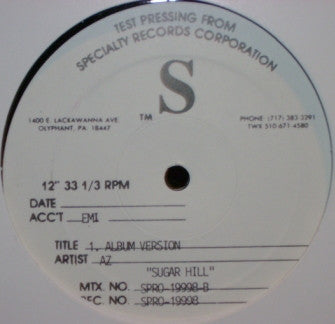 TEST PRESSING FROM
SPECIALTY RECORDS CORPORATION
S
TM
1400 E. LACKAWANNA AVE.
OLYPHANT, PA. 18447
PHONE: (717) 383-3291
TWX 510-671-4580
12" 33 1/3 RPM
DATE
ACC'T EMI
TITLE 1. ALBUM VERSION
ARTIST AZ
"SUGAR HILL"
MTX. NO. SPRO-19998-B
REC. NO. SPRO-19998